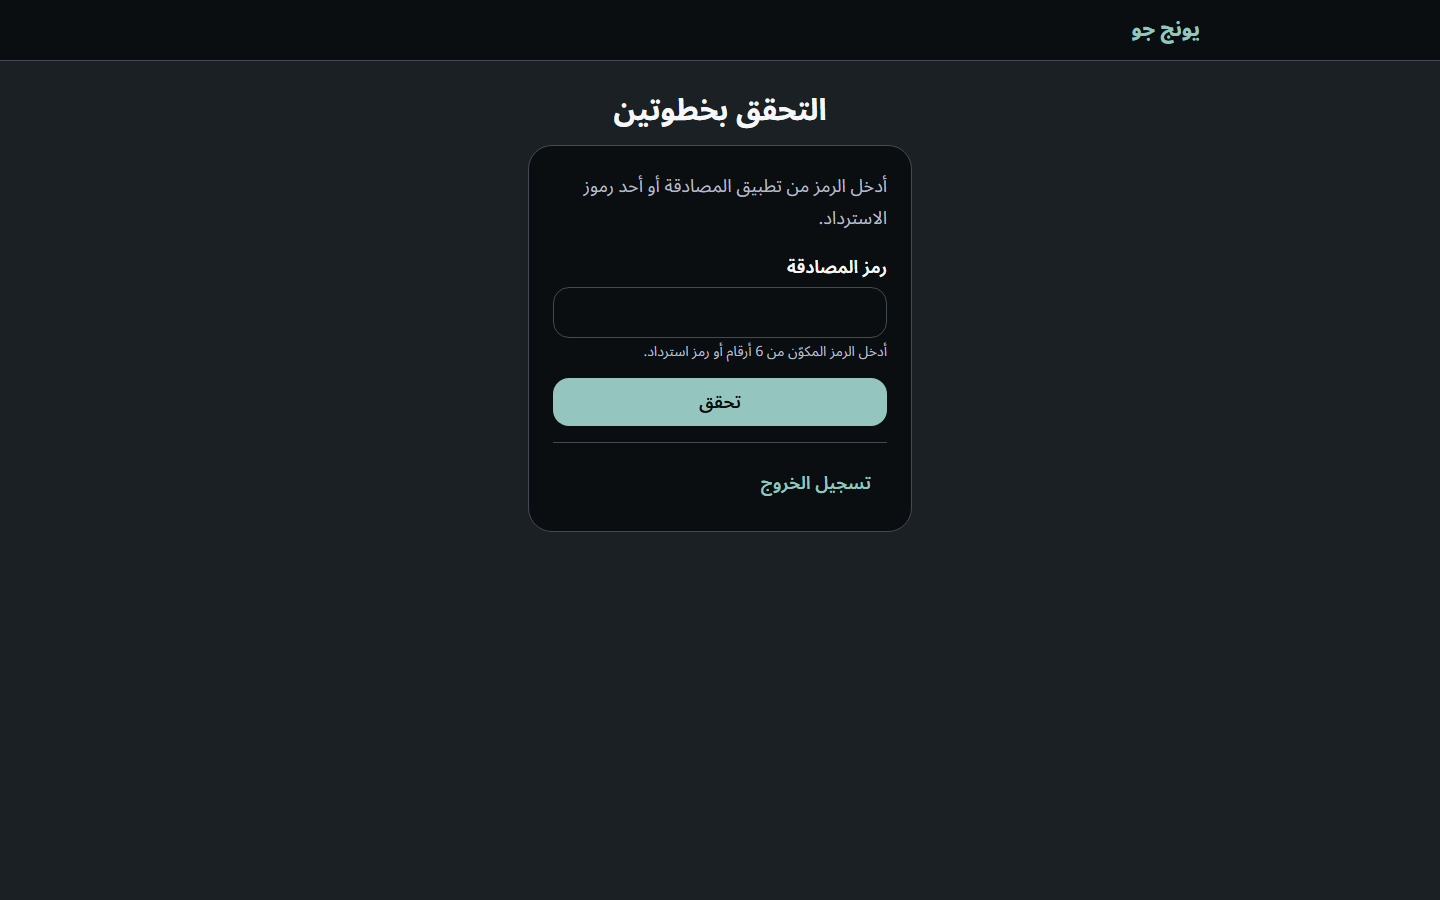 يونج جو
التحقق بخطوتين
أدخل الرمز من تطبيق المصادقة أو أحد رموز
الاسترداد.
رمز المصادقة
أدخل الرمز المكوّن من 6 أرقام أو رمز استرداد.
تحقق
تسجيل الخروج